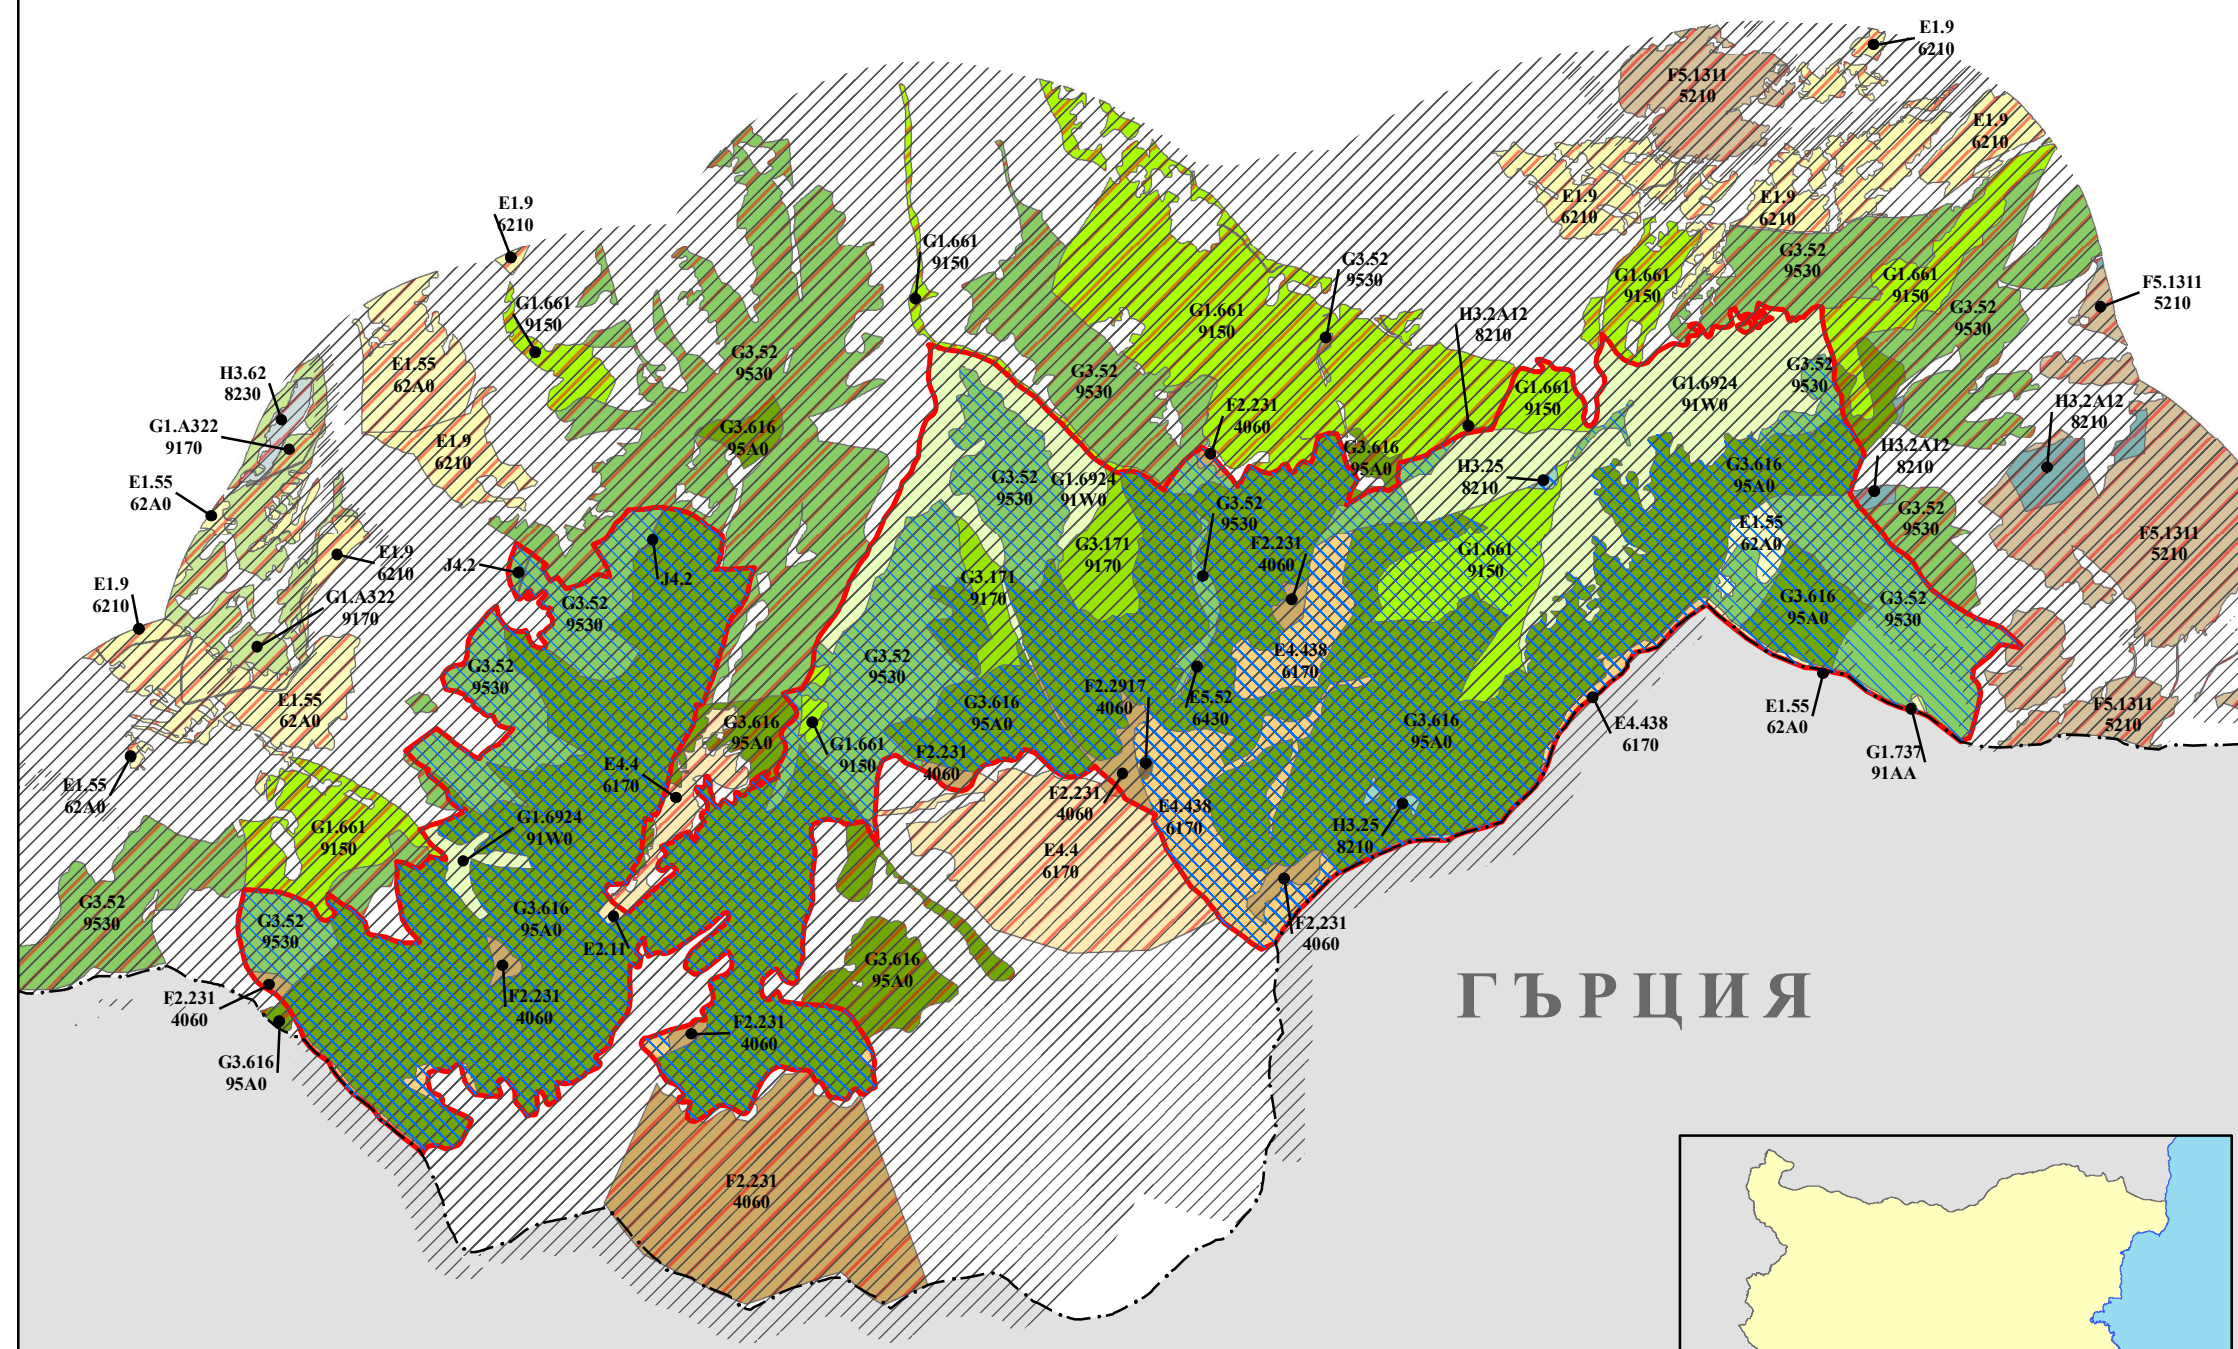 E1.9
6210
F5.1311
5210
E1.9
6210
E1.9
6210
E1.9
6210
E1.9
6210
G1.661
9150
G3.52
9530
G3.52
9530
G1.661
9150
G1.661
9150
F5.1311
5210
G1.661
9150
G1.661
9150
H3.2A12
8210
G3.52
9530
G3.52
9530
E1.55
62A0
G3.52
9530
G3.52
9530
H3.62
8230
G1.661
9150
G1.6924
91W0
F2.231
4060
H3.2A12
8210
G1.A322
9170
E1.9
6210
G3.616
95A0
G3.616
95A0
H3.2A12
8210
E1.55
62A0
G3.52
9530
G1.6924
91W0
H3.25
8210
G3.616
95A0
G3.52
9530
G3.52
9530
E1.55
62A0
F5.1311
5210
E1.9
6210
J4.2
J4.2
G3.171
9170
F2.231
4060
G1.661
9150
E1.9
6210
G1.A322
9170
G3.52
9530
G3.171
9170
G3.616
95A0
G3.52
9530
G3.52
9530
G3.52
9530
E4.438
6170
E1.55
62A0
G3.616
95A0
G3.616
95A0
F2.2917
4060
E5.52
6430
G3.616
95A0
E4.438
6170
E1.55
62A0
F5.1311
5210
G1.661
9150
F2.231
4060
G1.737
91AA
E1.55
62A0
E4.4
6170
F2.231
4060
E4.438
6170
H3.25
8210
G1.661
9150
G1.6924
91W0
E4.4
6170
G3.52
9530
G3.52
9530
G3.616
95A0
E2.11
F2.231
4060
G3.616
95A0
F2.231
4060
F2.231
4060
F2.231
4060
ГЪРЦИЯ
G3.616
95A0
F2.231
4060